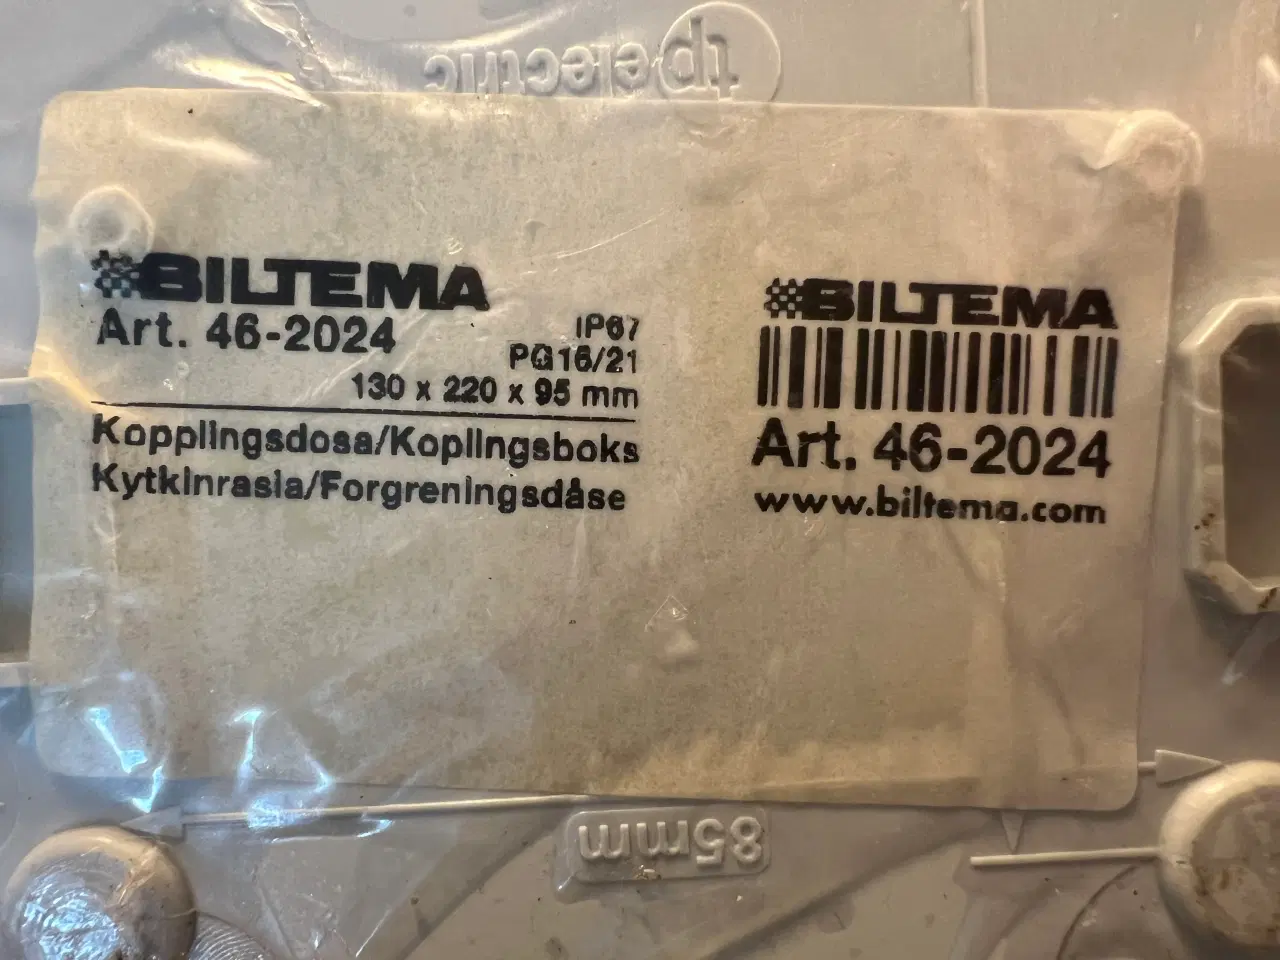 tp electric
BILTEMA
Art. 46-2024
IP67
PG16/21
130 x 220 x 95 mm
Kopplingsdosa/Koplingsboks
Kytkinrasia/Forgreningsdåse
BILTEMA
Art. 46-2024
www.biltema.com
85mm